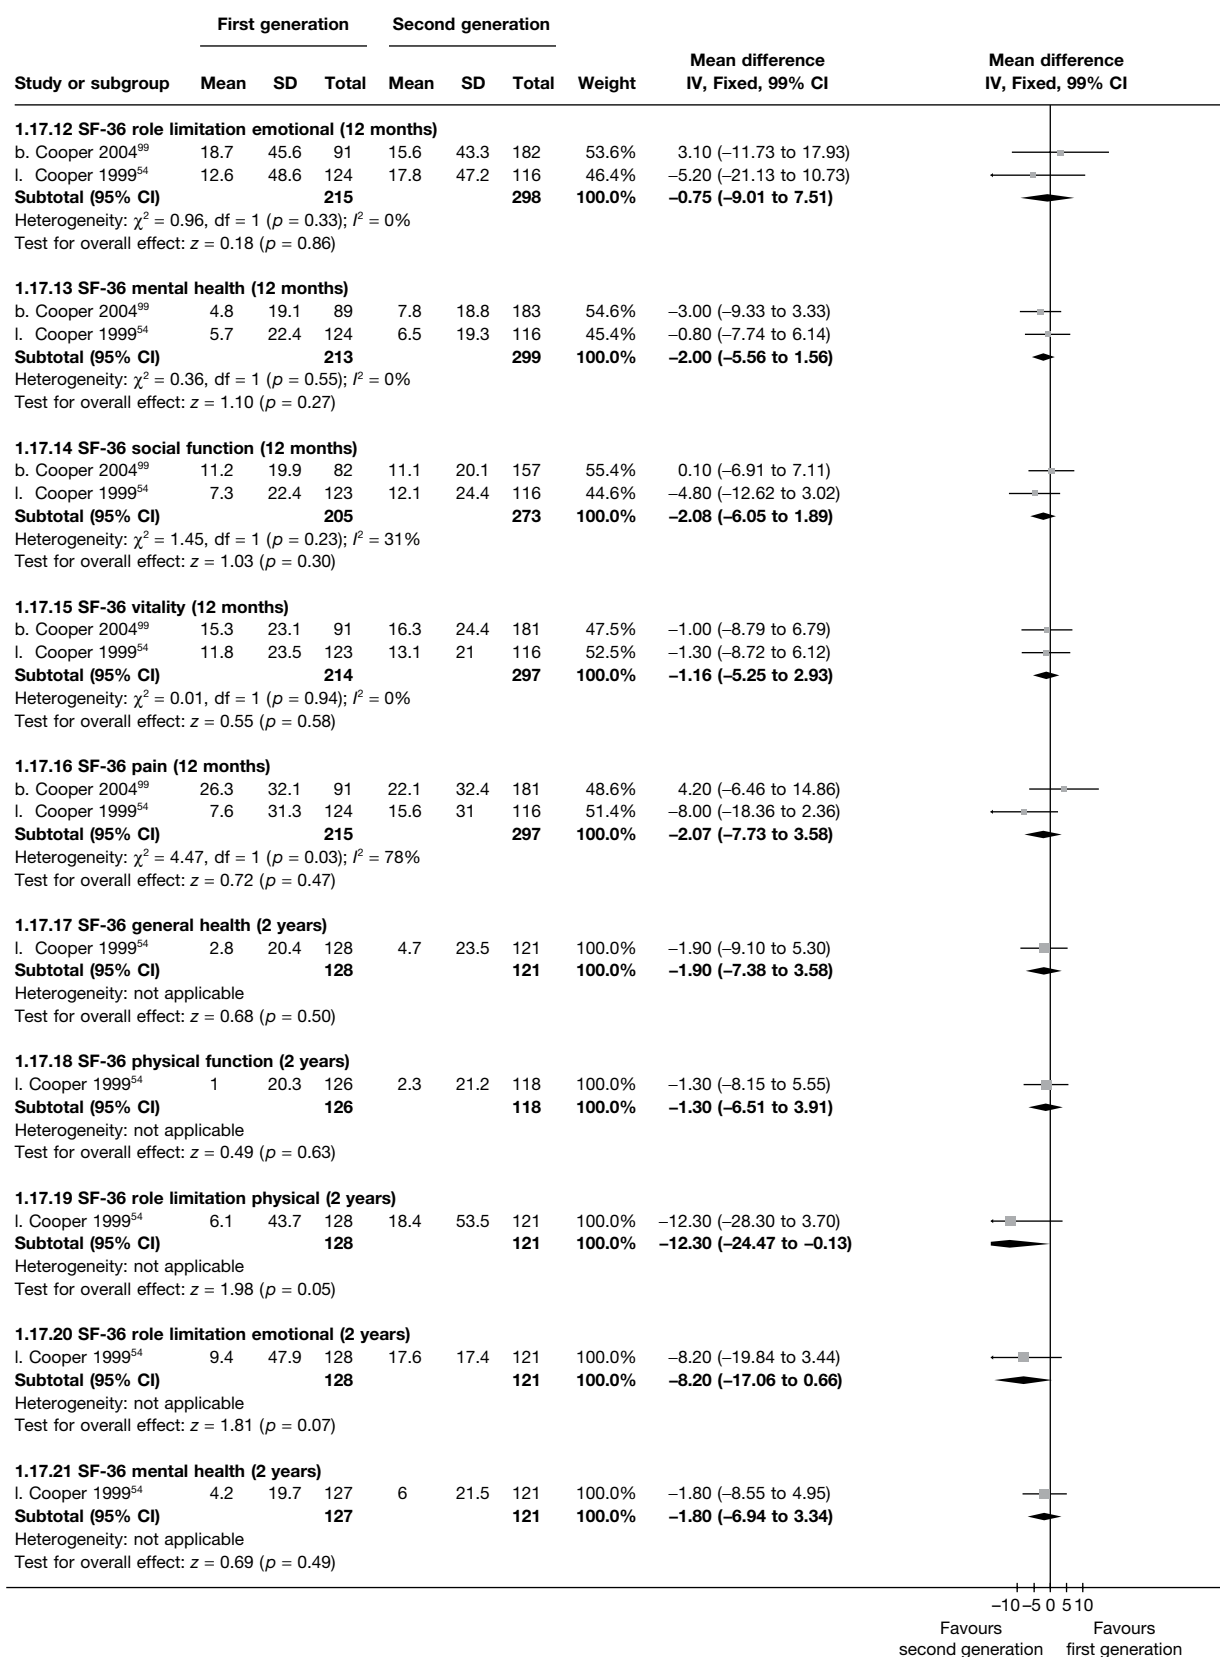 First generation Second generation
Mean difference Mean difference
Study or subgroup Mean SD Total Mean SD Total Weight IV, Fixed, 99% CI IV, Fixed, 99% CI
1.17.12 SF-36 role limitation emotional (12 months)
b. Cooper 2004⁹⁹ 18.7 45.6 91 15.6 43.3 182 53.6% 3.10 (−11.73 to 17.93)
l. Cooper 1999⁵⁴ 12.6 48.6 124 17.8 47.2 116 46.4% −5.20 (−21.13 to 10.73)
Subtotal (95% CI) 215 298 100.0% −0.75 (−9.01 to 7.51)
Heterogeneity: χ² = 0.96, df = 1 (p = 0.33); I² = 0%
Test for overall effect: z = 0.18 (p = 0.86)
1.17.13 SF-36 mental health (12 months)
b. Cooper 2004⁹⁹ 4.8 19.1 89 7.8 18.8 183 54.6% −3.00 (−9.33 to 3.33)
l. Cooper 1999⁵⁴ 5.7 22.4 124 6.5 19.3 116 45.4% −0.80 (−7.74 to 6.14)
Subtotal (95% CI) 213 299 100.0% −2.00 (−5.56 to 1.56)
Heterogeneity: χ² = 0.36, df = 1 (p = 0.55); I² = 0%
Test for overall effect: z = 1.10 (p = 0.27)
1.17.14 SF-36 social function (12 months)
b. Cooper 2004⁹⁹ 11.2 19.9 82 11.1 20.1 157 55.4% 0.10 (−6.91 to 7.11)
l. Cooper 1999⁵⁴ 7.3 22.4 123 12.1 24.4 116 44.6% −4.80 (−12.62 to 3.02)
Subtotal (95% CI) 205 273 100.0% −2.08 (−6.05 to 1.89)
Heterogeneity: χ² = 1.45, df = 1 (p = 0.23); I² = 31%
Test for overall effect: z = 1.03 (p = 0.30)
1.17.15 SF-36 vitality (12 months)
b. Cooper 2004⁹⁹ 15.3 23.1 91 16.3 24.4 181 47.5% −1.00 (−8.79 to 6.79)
l. Cooper 1999⁵⁴ 11.8 23.5 123 13.1 21 116 52.5% −1.30 (−8.72 to 6.12)
Subtotal (95% CI) 214 297 100.0% −1.16 (−5.25 to 2.93)
Heterogeneity: χ² = 0.01, df = 1 (p = 0.94); I² = 0%
Test for overall effect: z = 0.55 (p = 0.58)
1.17.16 SF-36 pain (12 months)
b. Cooper 2004⁹⁹ 26.3 32.1 91 22.1 32.4 181 48.6% 4.20 (−6.46 to 14.86)
l. Cooper 1999⁵⁴ 7.6 31.3 124 15.6 31 116 51.4% −8.00 (−18.36 to 2.36)
Subtotal (95% CI) 215 297 100.0% −2.07 (−7.73 to 3.58)
Heterogeneity: χ² = 4.47, df = 1 (p = 0.03); I² = 78%
Test for overall effect: z = 0.72 (p = 0.47)
1.17.17 SF-36 general health (2 years)
l. Cooper 1999⁵⁴ 2.8 20.4 128 4.7 23.5 121 100.0% −1.90 (−9.10 to 5.30)
Subtotal (95% CI) 128 121 100.0% −1.90 (−7.38 to 3.58)
Heterogeneity: not applicable
Test for overall effect: z = 0.68 (p = 0.50)
1.17.18 SF-36 physical function (2 years)
l. Cooper 1999⁵⁴ 1 20.3 126 2.3 21.2 118 100.0% −1.30 (−8.15 to 5.55)
Subtotal (95% CI) 126 118 100.0% −1.30 (−6.51 to 3.91)
Heterogeneity: not applicable
Test for overall effect: z = 0.49 (p = 0.63)
1.17.19 SF-36 role limitation physical (2 years)
l. Cooper 1999⁵⁴ 6.1 43.7 128 18.4 53.5 121 100.0% −12.30 (−28.30 to 3.70)
Subtotal (95% CI) 128 121 100.0% −12.30 (−24.47 to −0.13)
Heterogeneity: not applicable
Test for overall effect: z = 1.98 (p = 0.05)
1.17.20 SF-36 role limitation emotional (2 years)
l. Cooper 1999⁵⁴ 9.4 47.9 128 17.6 17.4 121 100.0% −8.20 (−19.84 to 3.44)
Subtotal (95% CI) 128 121 100.0% −8.20 (−17.06 to 0.66)
Heterogeneity: not applicable
Test for overall effect: z = 1.81 (p = 0.07)
1.17.21 SF-36 mental health (2 years)
l. Cooper 1999⁵⁴ 4.2 19.7 127 6 21.5 121 100.0% −1.80 (−8.55 to 4.95)
Subtotal (95% CI) 127 121 100.0% −1.80 (−6.94 to 3.34)
Heterogeneity: not applicable
Test for overall effect: z = 0.69 (p = 0.49)
−10 −5 0 5 10
Favours Favours
second generation first generation